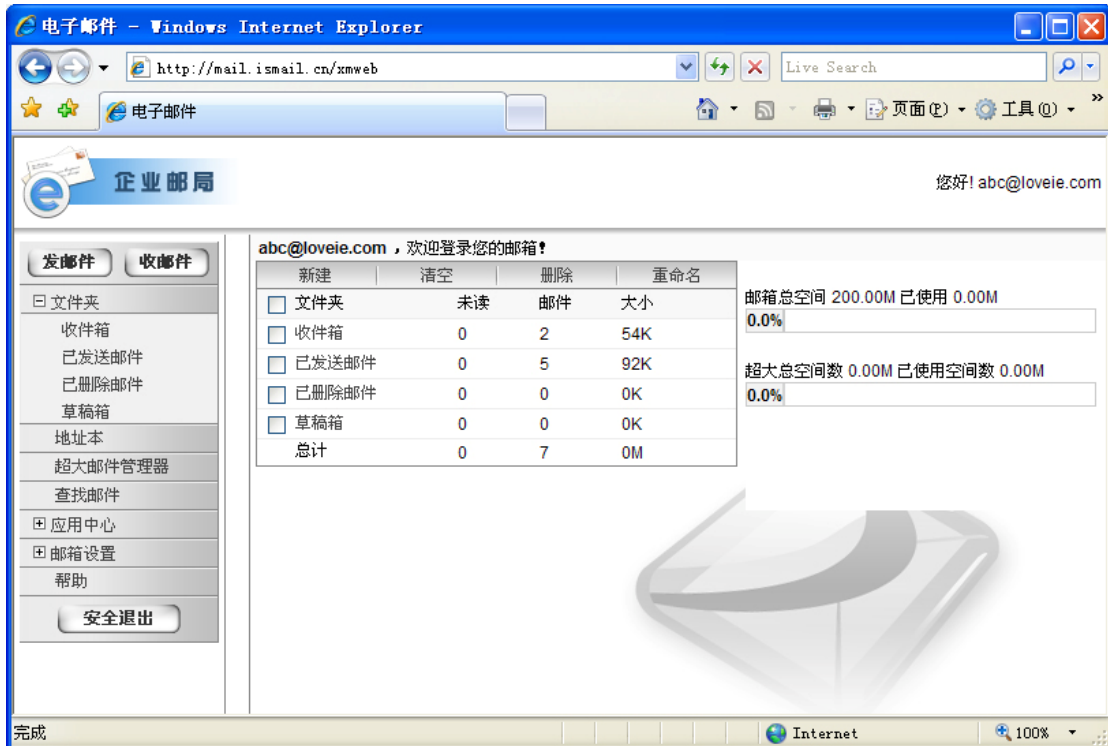 电子邮件 - Windows Internet Explorer
http://mail.ismail.cn/xmweb
Live Search
电子邮件
页面(P)
工具(O)
»
企业邮局
您好! abc@loveie.com
发邮件 收邮件
文件夹
收件箱
已发送邮件
已删除邮件
草稿箱
地址本
超大邮件管理器
查找邮件
应用中心
邮箱设置
帮助
安全退出
abc@loveie.com ，欢迎登录您的邮箱！
新建 清空 删除 重命名
文件夹 未读 邮件 大小
收件箱 0 2 54K
已发送邮件 0 5 92K
已删除邮件 0 0 0K
草稿箱 0 0 0K
总计 0 7 0M
邮箱总空间 200.00M 已使用 0.00M
0.0%
超大总空间数 0.00M 已使用空间数 0.00M
0.0%
完成
Internet
100%